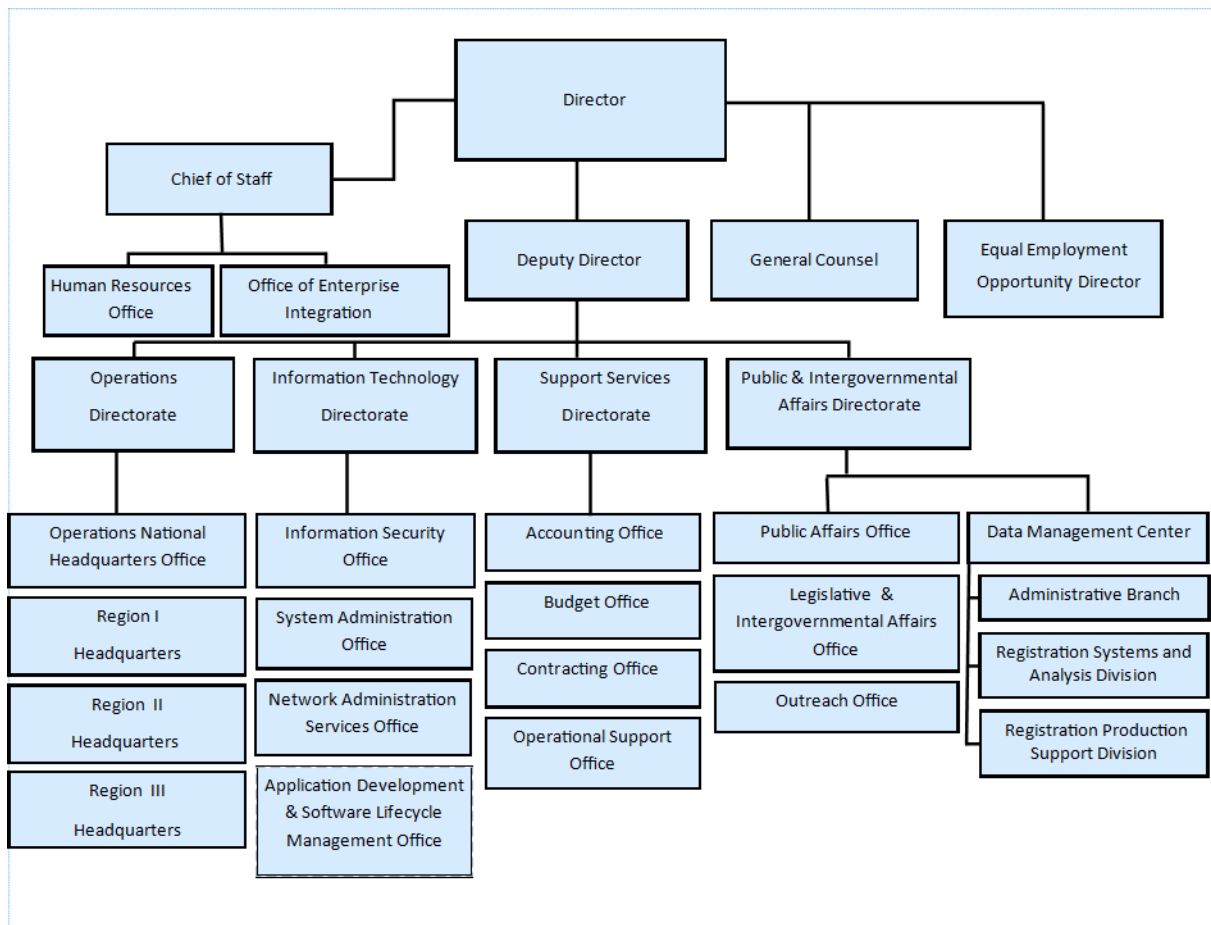 Director
Chief of Staff
Deputy Director
General Counsel
Equal Employment
Opportunity Director
Human Resources
Office
Office of Enterprise
Integration
Operations
Directorate
Information Technology
Directorate
Support Services
Directorate
Public & Intergovernmental
Affairs Directorate
Operations National
Headquarters Office
Region I
Headquarters
Region II
Headquarters
Region III
Headquarters
Information Security
Office
System Administration
Office
Network Administration
Services Office
Application Development
& Software Lifecycle
Management Office
Accounting Office
Budget Office
Contracting Office
Operational Support
Office
Public Affairs Office
Legislative &
Intergovernmental Affairs
Office
Outreach Office
Data Management Center
Administrative Branch
Registration Systems and
Analysis Division
Registration Production
Support Division